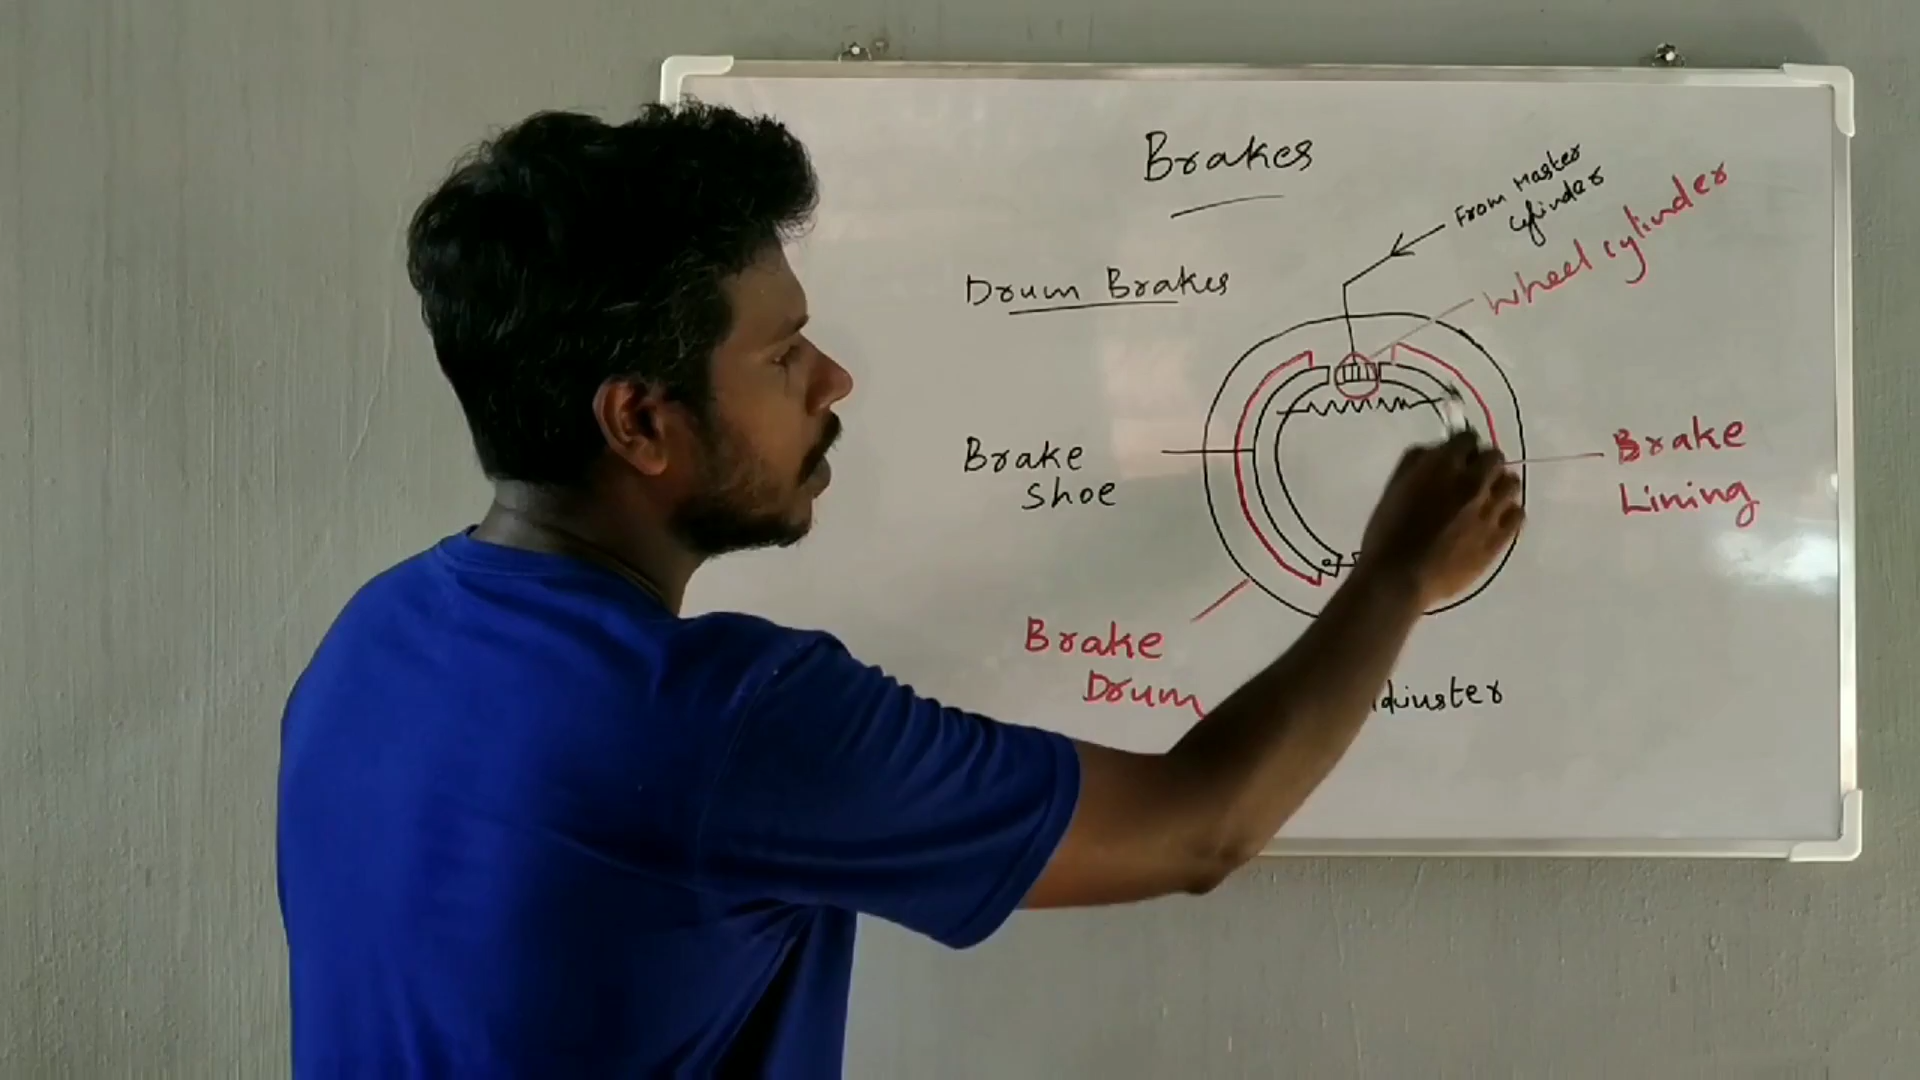 Brakes
From Master
cylinder
wheel cylinder
Drum Brakes
Brake
Shoe
Brake
Lining
Brake
Drum